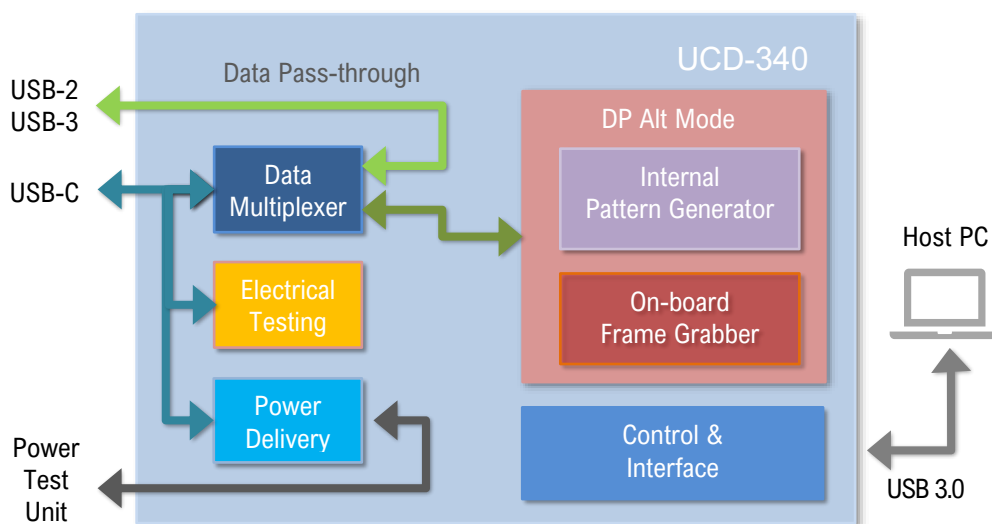 UCD-340
Data Pass-through
USB-2
USB-3
USB-C
Data
Multiplexer
Electrical
Testing
Power
Delivery
Power
Test
Unit
DP Alt Mode
Internal
Pattern Generator
On-board
Frame Grabber
Control &
Interface
Host PC
USB 3.0